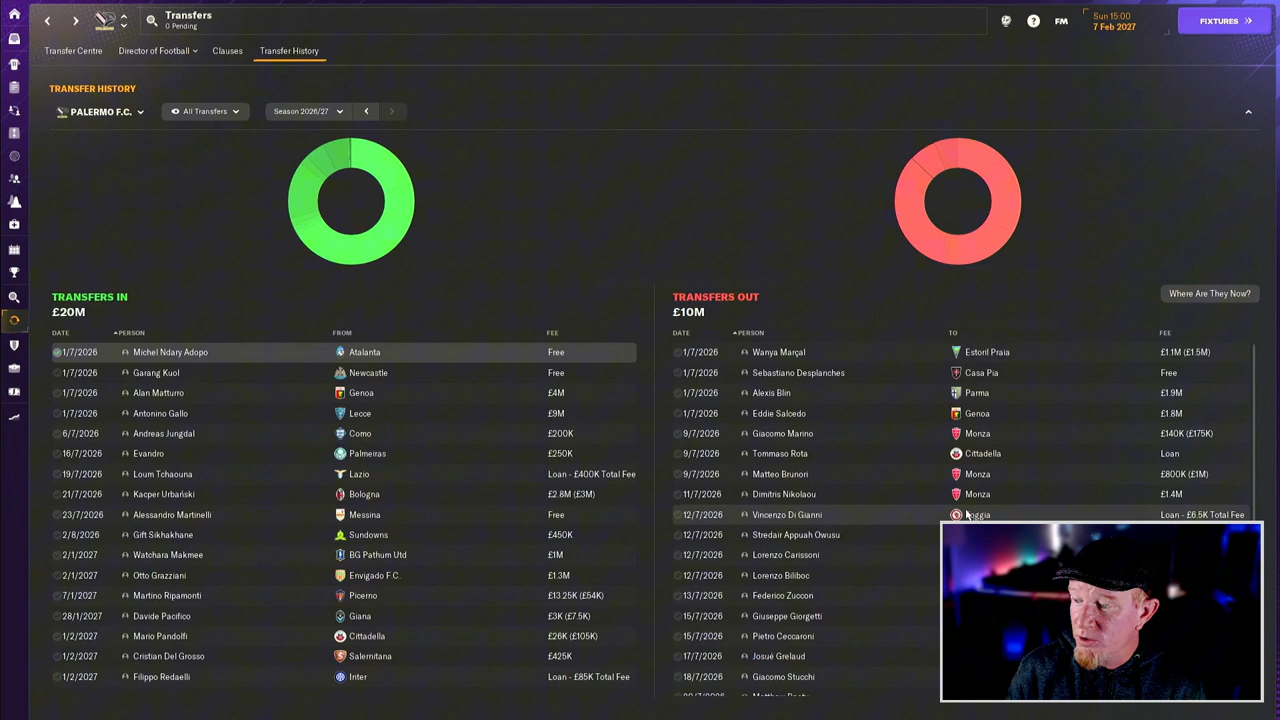 Transfers
0 Pending
FM
Sun 15:00
7 Feb 2027
FIXTURES
Transfer Centre
Director of Football
Clauses
Transfer History
TRANSFER HISTORY
PALERMO F.C.
All Transfers
Season 2026/27
TRANSFERS IN
£20M
DATE PERSON FROM FEE
1/7/2026 Michel Ndary Adopo Atalanta Free
1/7/2026 Garang Kuol Newcastle Free
1/7/2026 Alan Matturro Genoa £4M
1/7/2026 Antonino Gallo Lecce £9M
6/7/2026 Andreas Jungdal Como £200K
16/7/2026 Evandro Palmeiras £250K
19/7/2026 Loum Tchaouna Lazio Loan - £400K Total Fee
21/7/2026 Kacper Urbański Bologna £2.8M (£3M)
23/7/2026 Alessandro Martinelli Messina Free
2/8/2026 Gift Sikhakhane Sundowns £450K
2/1/2027 Watchara Makmee BG Pathum Utd £1M
2/1/2027 Otto Grazziani Envigado F.C. £1.3M
7/1/2027 Martino Ripamonti Picerno £13.25K (£54K)
28/1/2027 Davide Pacifico Giana £3K (£7.5K)
1/2/2027 Mario Pandolfi Cittadella £26K (£105K)
1/2/2027 Cristian Del Grosso Salernitana £425K
1/2/2027 Filippo Redaelli Inter Loan - £85K Total Fee
TRANSFERS OUT
£10M
Where Are They Now?
DATE PERSON TO FEE
1/7/2026 Wanya Marçal Estoril Praia £1.1M (£1.5M)
1/7/2026 Sebastiano Desplanches Casa Pia Free
1/7/2026 Alexis Blin Parma £1.9M
1/7/2026 Eddie Salcedo Genoa £1.8M
9/7/2026 Giacomo Marino Monza £140K (£175K)
9/7/2026 Tommaso Rota Cittadella Loan
9/7/2026 Matteo Brunori Monza £800K (£1M)
11/7/2026 Dimitris Nikolaou Monza £1.4M
12/7/2026 Vincenzo Di Gianni Foggia Loan - £6.5K Total Fee
12/7/2026 Stredair Appuah Owusu
12/7/2026 Lorenzo Carissoni
12/7/2026 Lorenzo Biliboc
13/7/2026 Federico Zuccon
15/7/2026 Giuseppe Giorgetti
15/7/2026 Pietro Ceccaroni
17/7/2026 Josué Grelaud
18/7/2026 Giacomo Stucchi